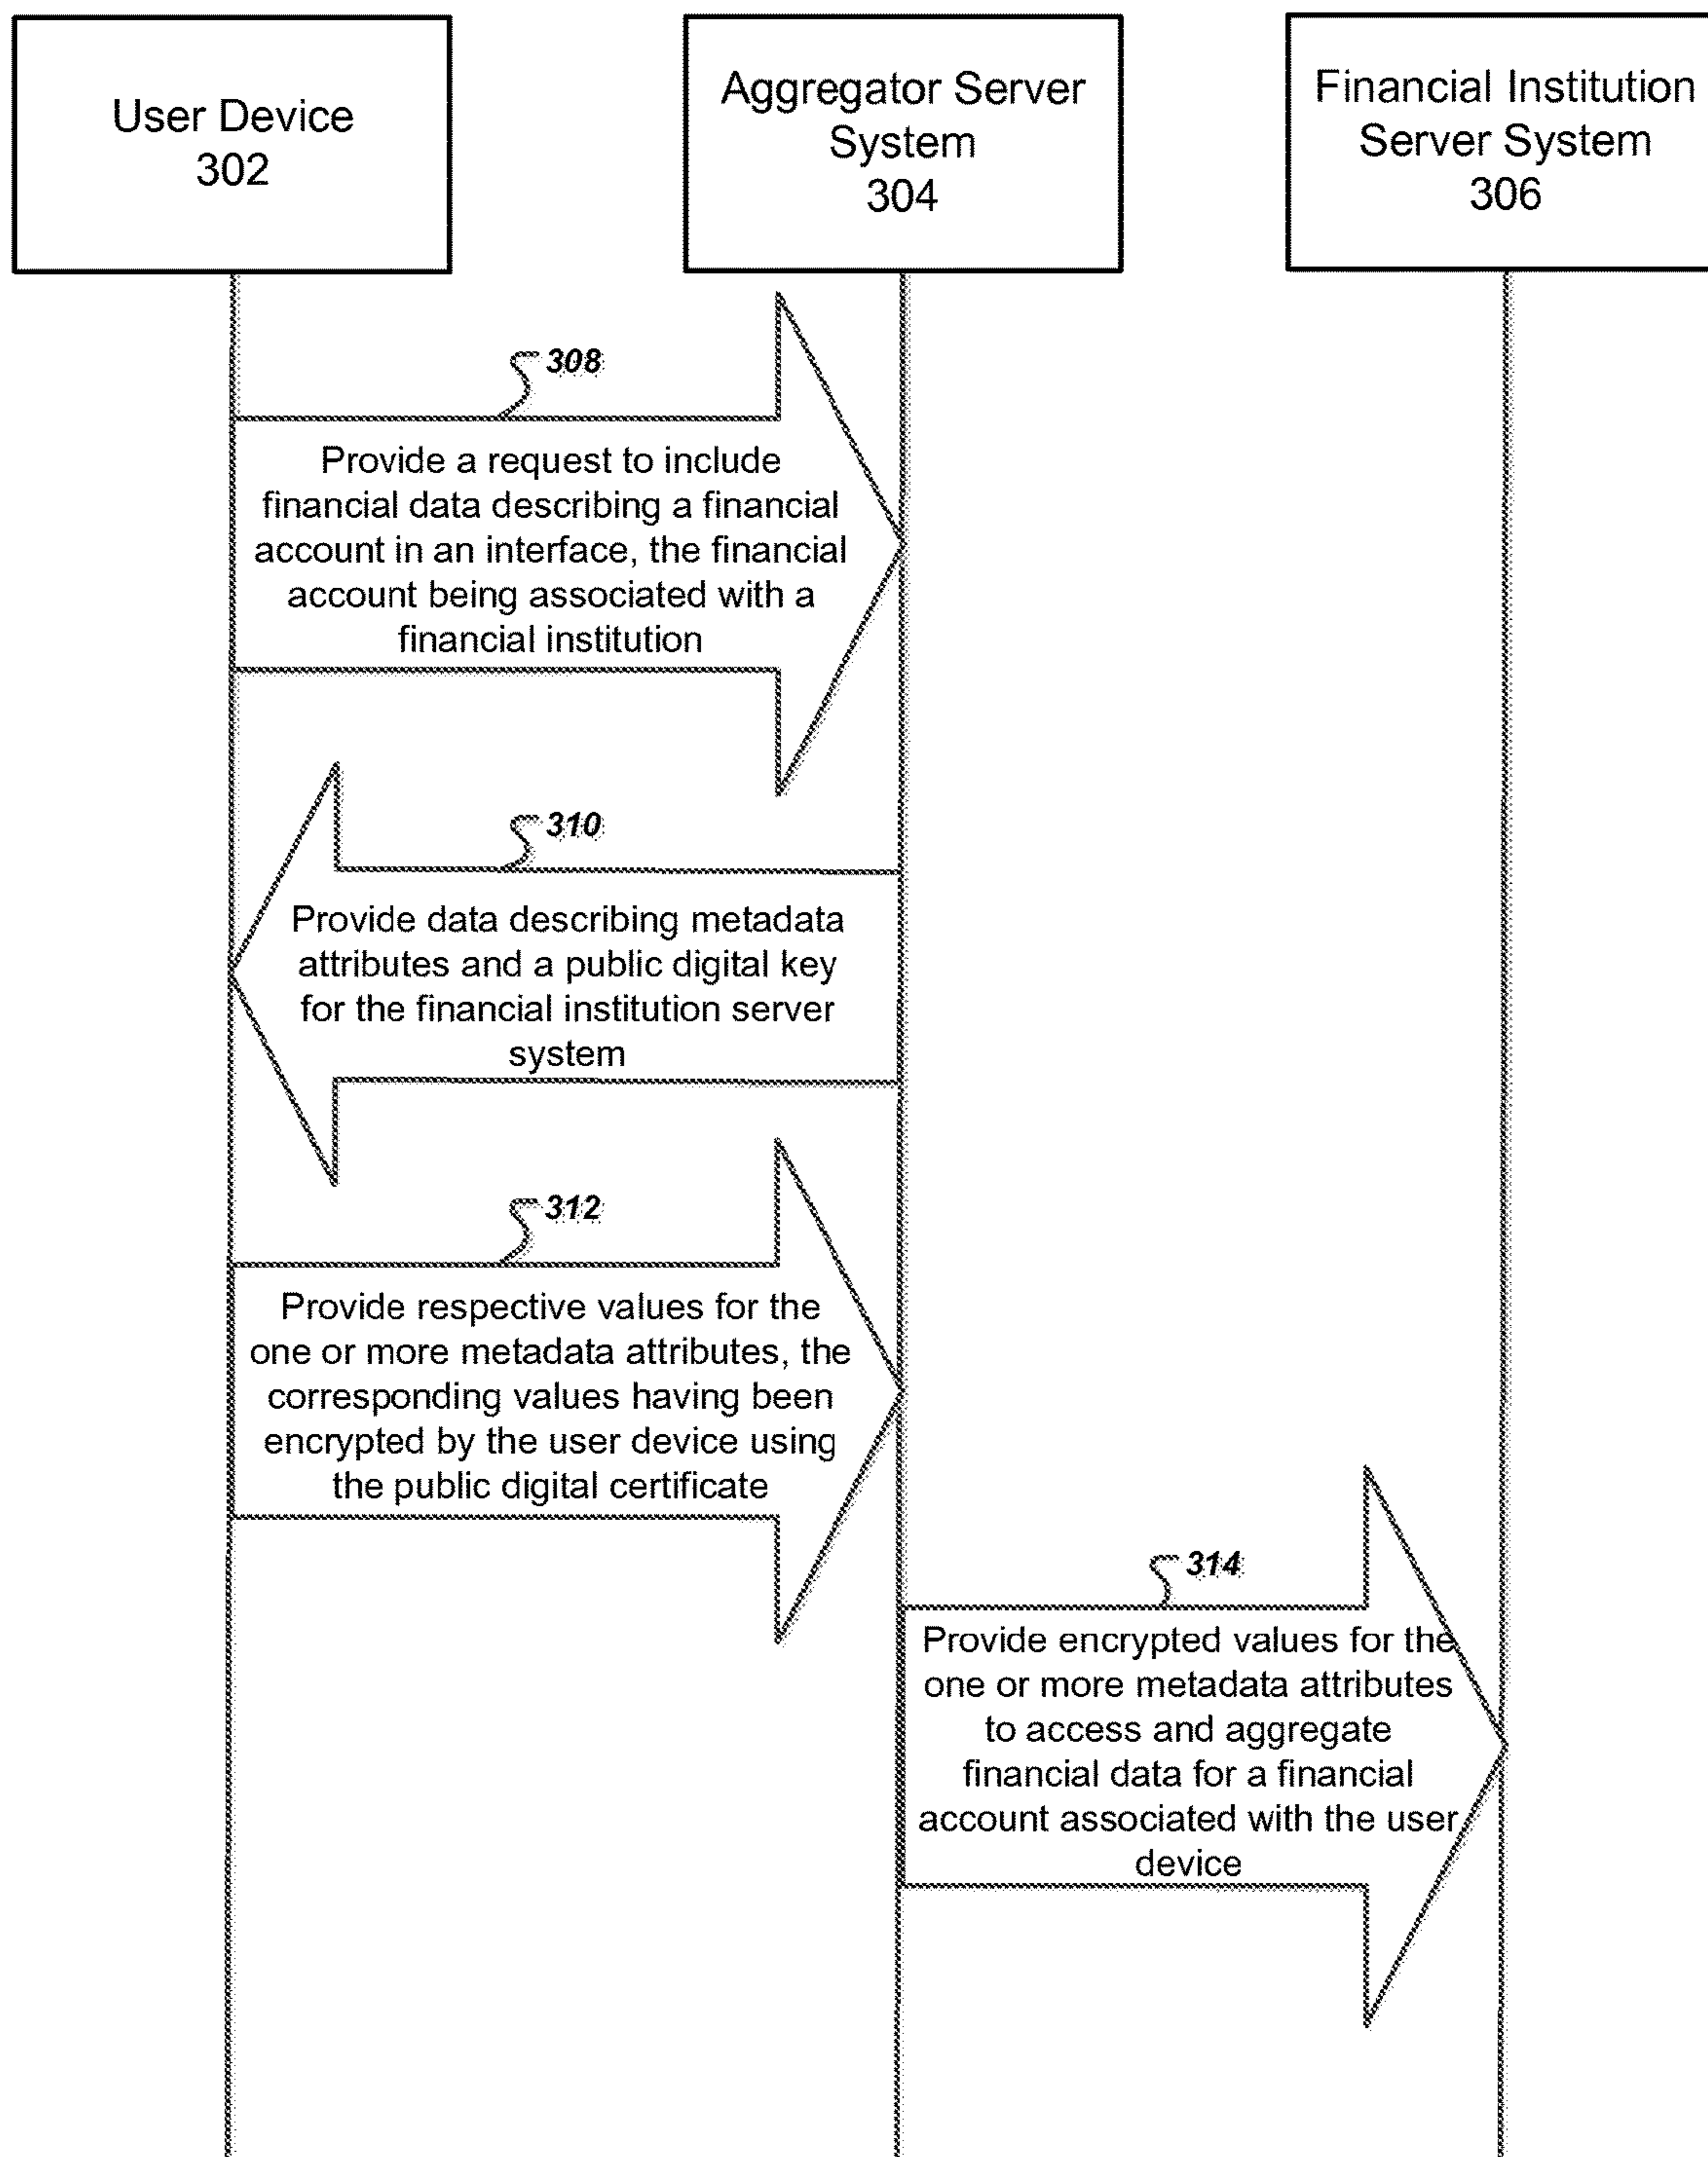 User Device
302
Aggregator Server
System
304
Financial Institution
Server System
306
308
Provide a request to include
financial data describing a financial
account in an interface, the financial
account being associated with a
financial institution
310
Provide data describing metadata
attributes and a public digital key
for the financial institution server
system
312
Provide respective values for the
one or more metadata attributes, the
corresponding values having been
encrypted by the user device using
the public digital certificate
314
Provide encrypted values for the
one or more metadata attributes
to access and aggregate
financial data for a financial
account associated with the user
device